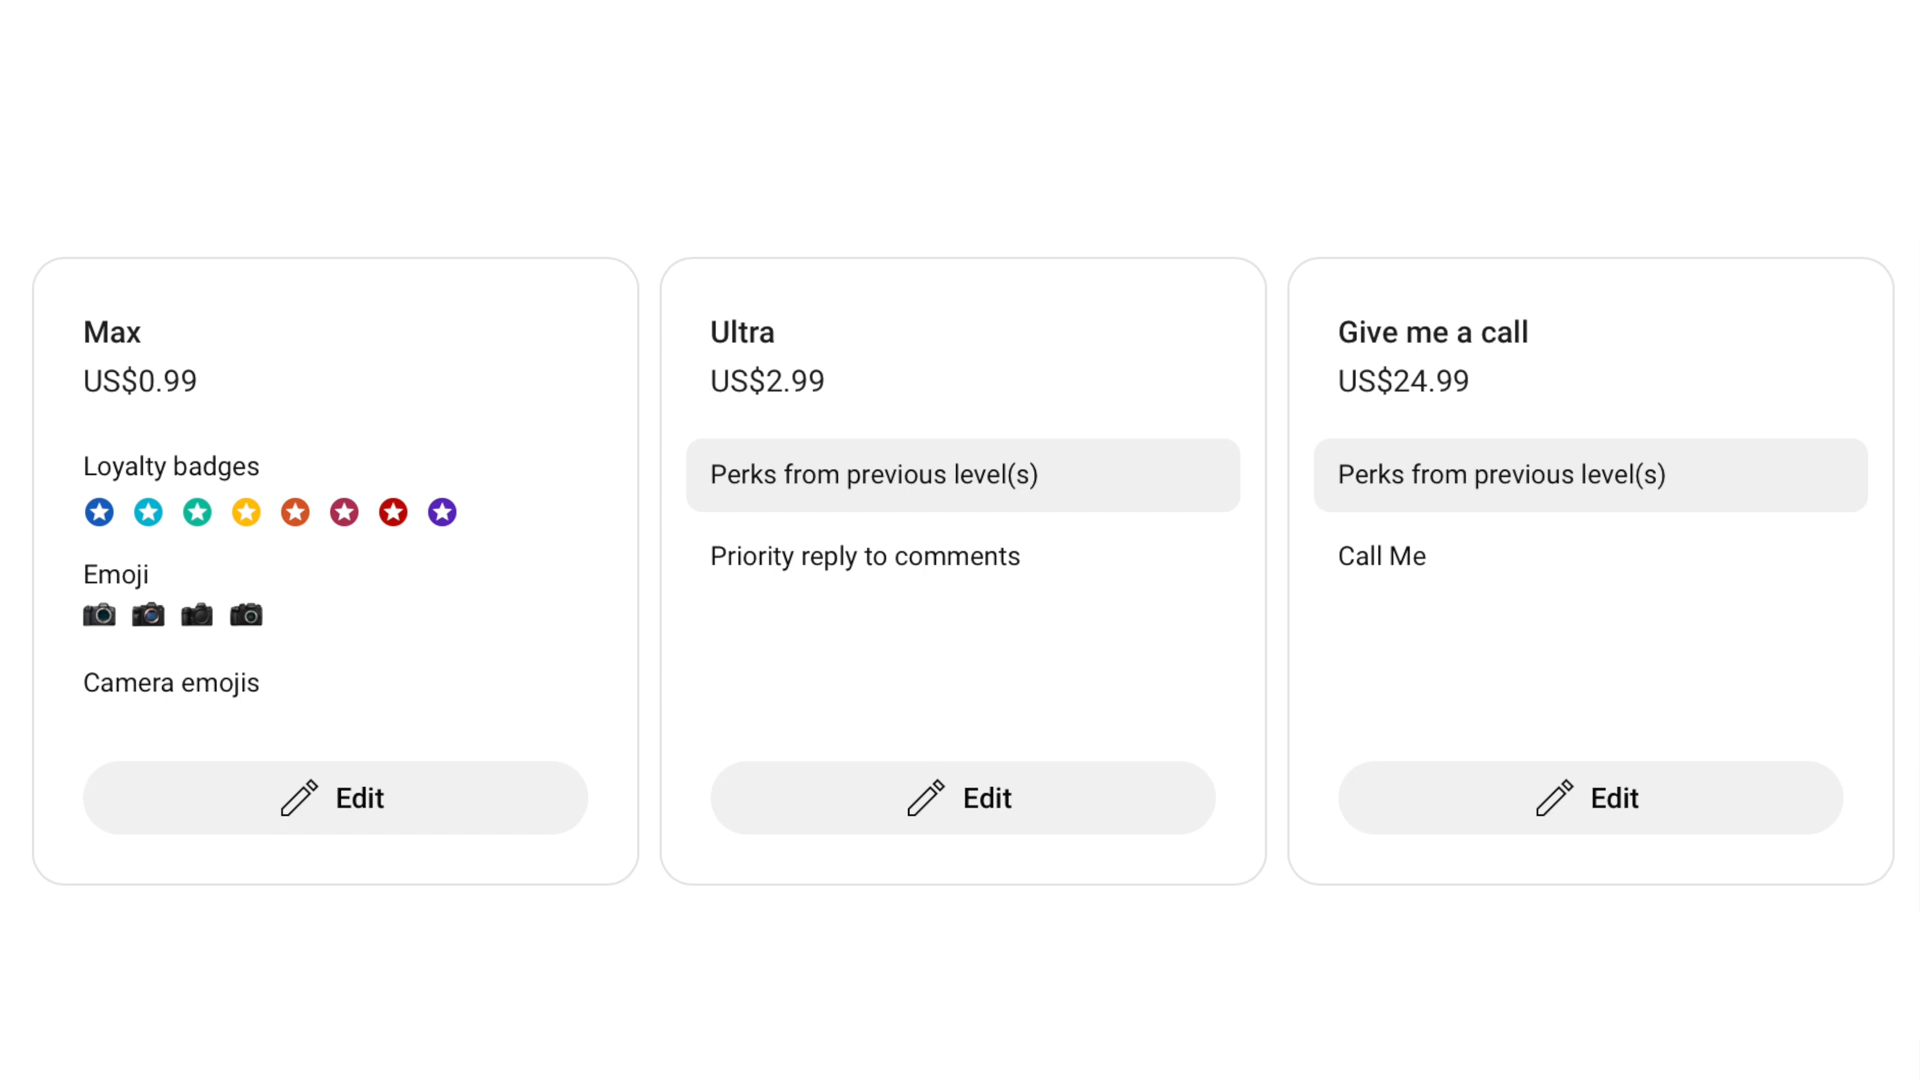 Max
US$0.99
Loyalty badges
Emoji
Camera emojis
Edit
Ultra
US$2.99
Perks from previous level(s)
Priority reply to comments
Edit
Give me a call
US$24.99
Perks from previous level(s)
Call Me
Edit